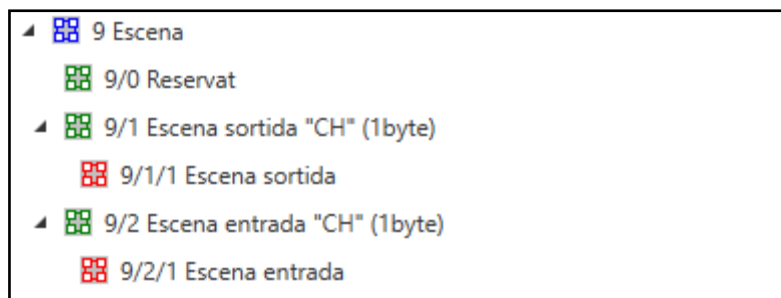 9 Escena
9/0 Reservat
9/1 Escena sortida "CH" (1byte)
9/1/1 Escena sortida
9/2 Escena entrada "CH" (1byte)
9/2/1 Escena entrada